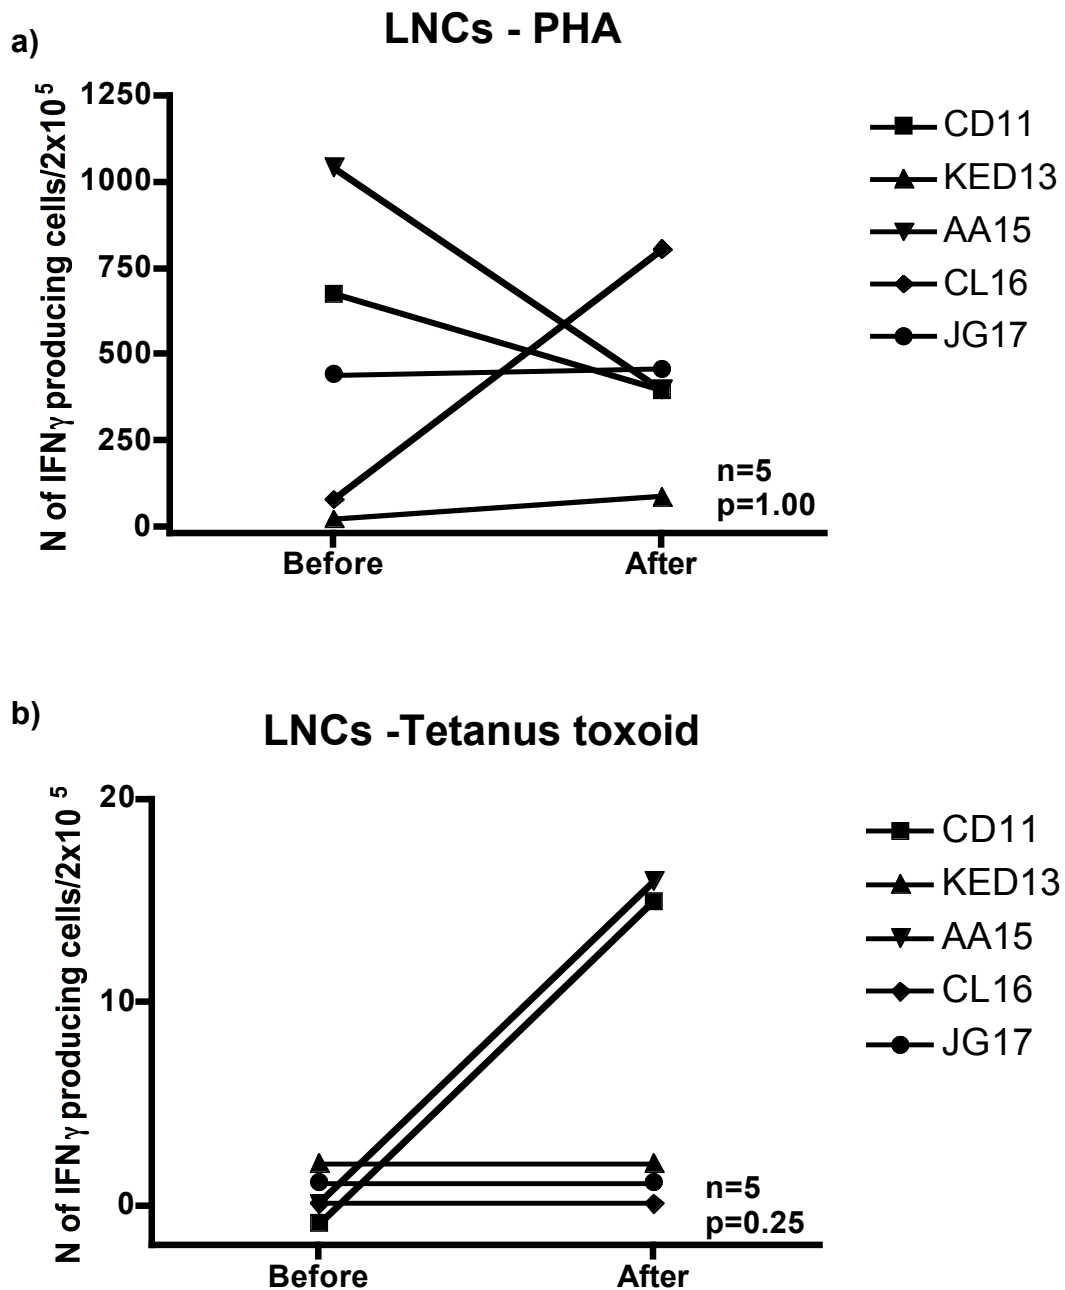 a)
LNCs - PHA
N of IFNγ producing cells/2x10⁵
1250
1000
750
500
250
0
Before
After
n=5
p=1.00
CD11
KED13
AA15
CL16
JG17
b)
LNCs -Tetanus toxoid
N of IFNγ producing cells/2x10 ⁵
20
10
0
Before
After
n=5
p=0.25
CD11
KED13
AA15
CL16
JG17